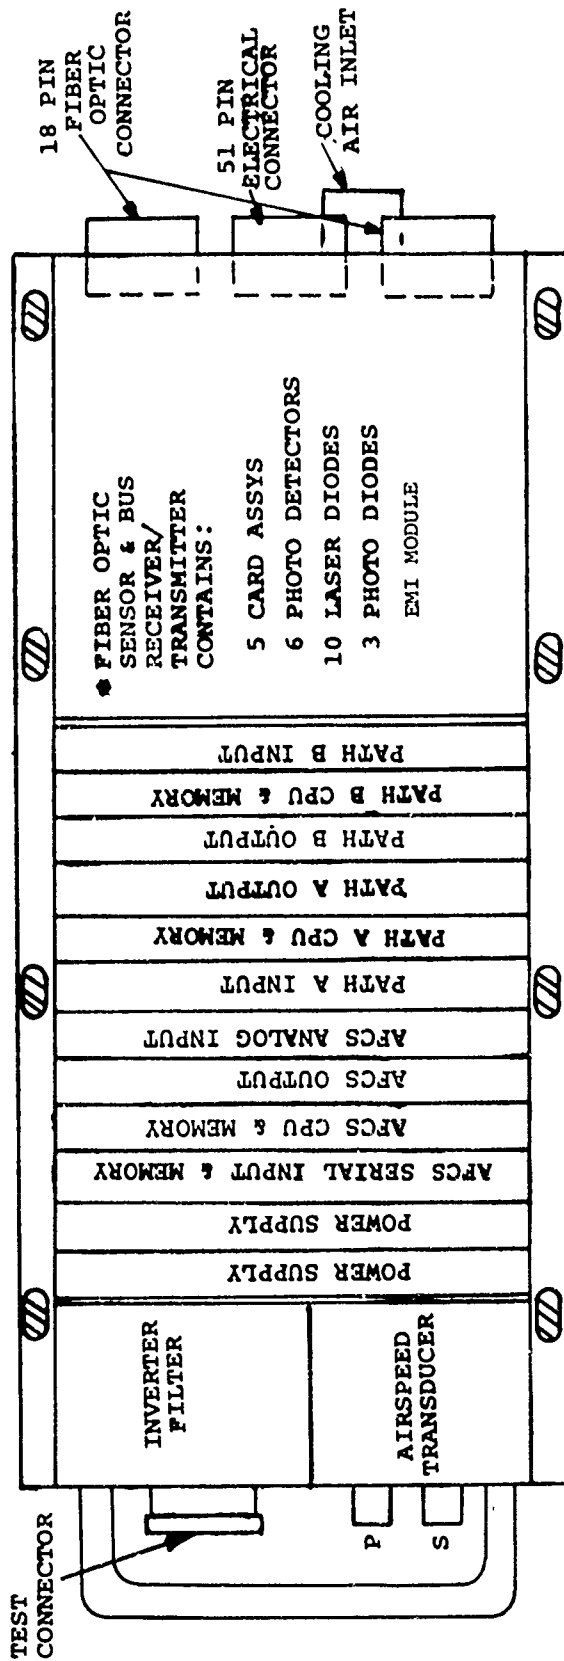 TEST
CONNECTOR
INVERTER
FILTER
AIRSPEED
TRANSDUCER
P
S
POWER SUPPLY
POWER SUPPLY
AFCS SERIAL INPUT & MEMORY
AFCS CPU & MEMORY
AFCS OUTPUT
AFCS ANALOG INPUT
PATH A INPUT
PATH A CPU & MEMORY
PATH A OUTPUT
PATH B OUTPUT
PATH B CPU & MEMORY
PATH B INPUT
FIBER OPTIC
SENSOR & BUS
RECEIVER/
TRANSMITTER
CONTAINS:
5 CARD ASSYS
6 PHOTO DETECTORS
10 LASER DIODES
3 PHOTO DIODES
EMI MODULE
18 PIN
FIBER
OPTIC
CONNECTOR
51 PIN
ELECTRICAL
CONNECTOR
COOLING
AIR INLET